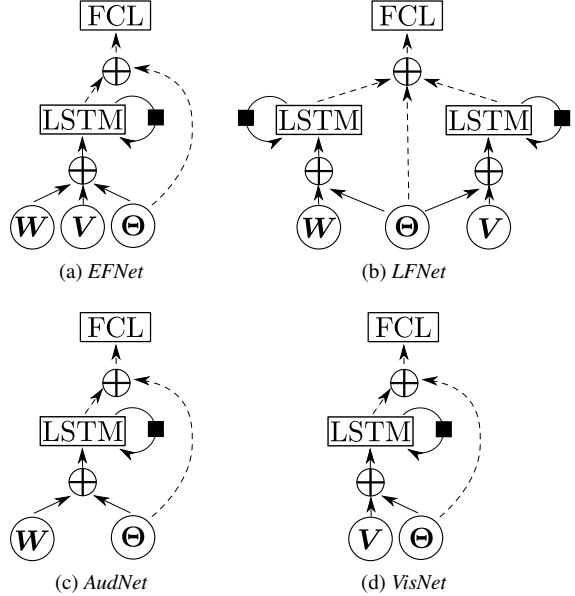 FCL
LSTM
W V Θ
(a) EFNet
FCL
LSTM LSTM
W Θ V
(b) LFNet
FCL
LSTM
W Θ
(c) AudNet
FCL
LSTM
V Θ
(d) VisNet